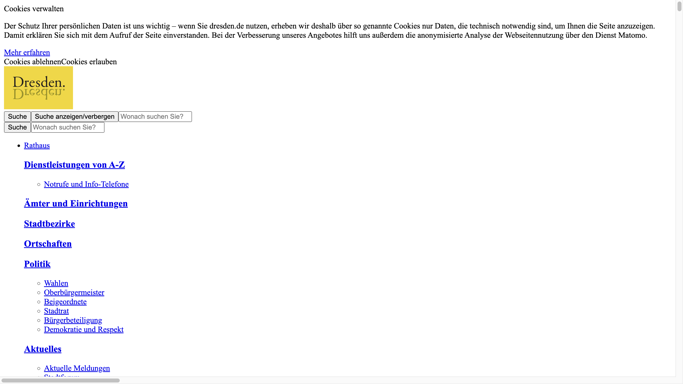 Cookies verwalten
Der Schutz Ihrer persönlichen Daten ist uns wichtig – wenn Sie dresden.de nutzen, erheben wir deshalb über so genannte Cookies nur Daten, die technisch notwendig sind, um Ihnen die Seite anzuzeigen.
Damit erklären Sie sich mit dem Aufruf der Seite einverstanden. Bei der Verbesserung unseres Angebotes hilft uns außerdem die anonymisierte Analyse der Webseitennutzung über den Dienst Matomo.
Mehr erfahren
Cookies ablehnenCookies erlauben
Dresden.
Dresden.
Suche Suche anzeigen/verbergen Wonach suchen Sie?
Suche Wonach suchen Sie?
Rathaus
Dienstleistungen von A-Z
Notrufe und Info-Telefone
Ämter und Einrichtungen
Stadtbezirke
Ortschaften
Politik
Wahlen
Oberbürgermeister
Beigeordnete
Stadtrat
Bürgerbeteiligung
Demokratie und Respekt
Aktuelles
Aktuelle Meldungen